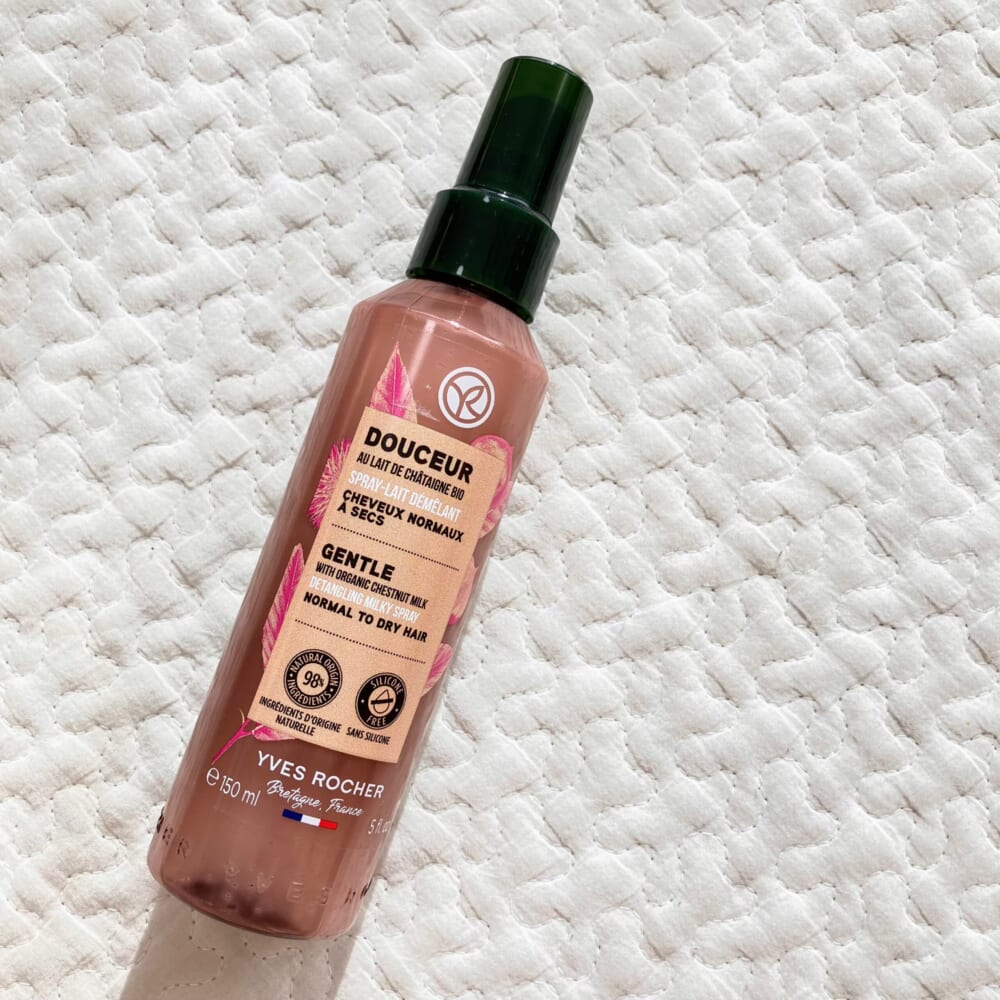 YR
DOUCEUR
AU LAIT DE CHÂTAIGNE BIO
SPRAY-LAIT DÉMÊLANT
CHEVEUX NORMAUX
À SECS
GENTLE
WITH ORGANIC CHESTNUT MILK
DETANGLING MILKY SPRAY
NORMAL TO DRY HAIR
NATURAL ORIGIN
98%
INGREDIENTS
INGRÉDIENTS D'ORIGINE
NATURELLE
SILICONE
FREE
SANS SILICONE
YVES ROCHER
Bretagne, France
℮ 150 ml
5 fl.oz